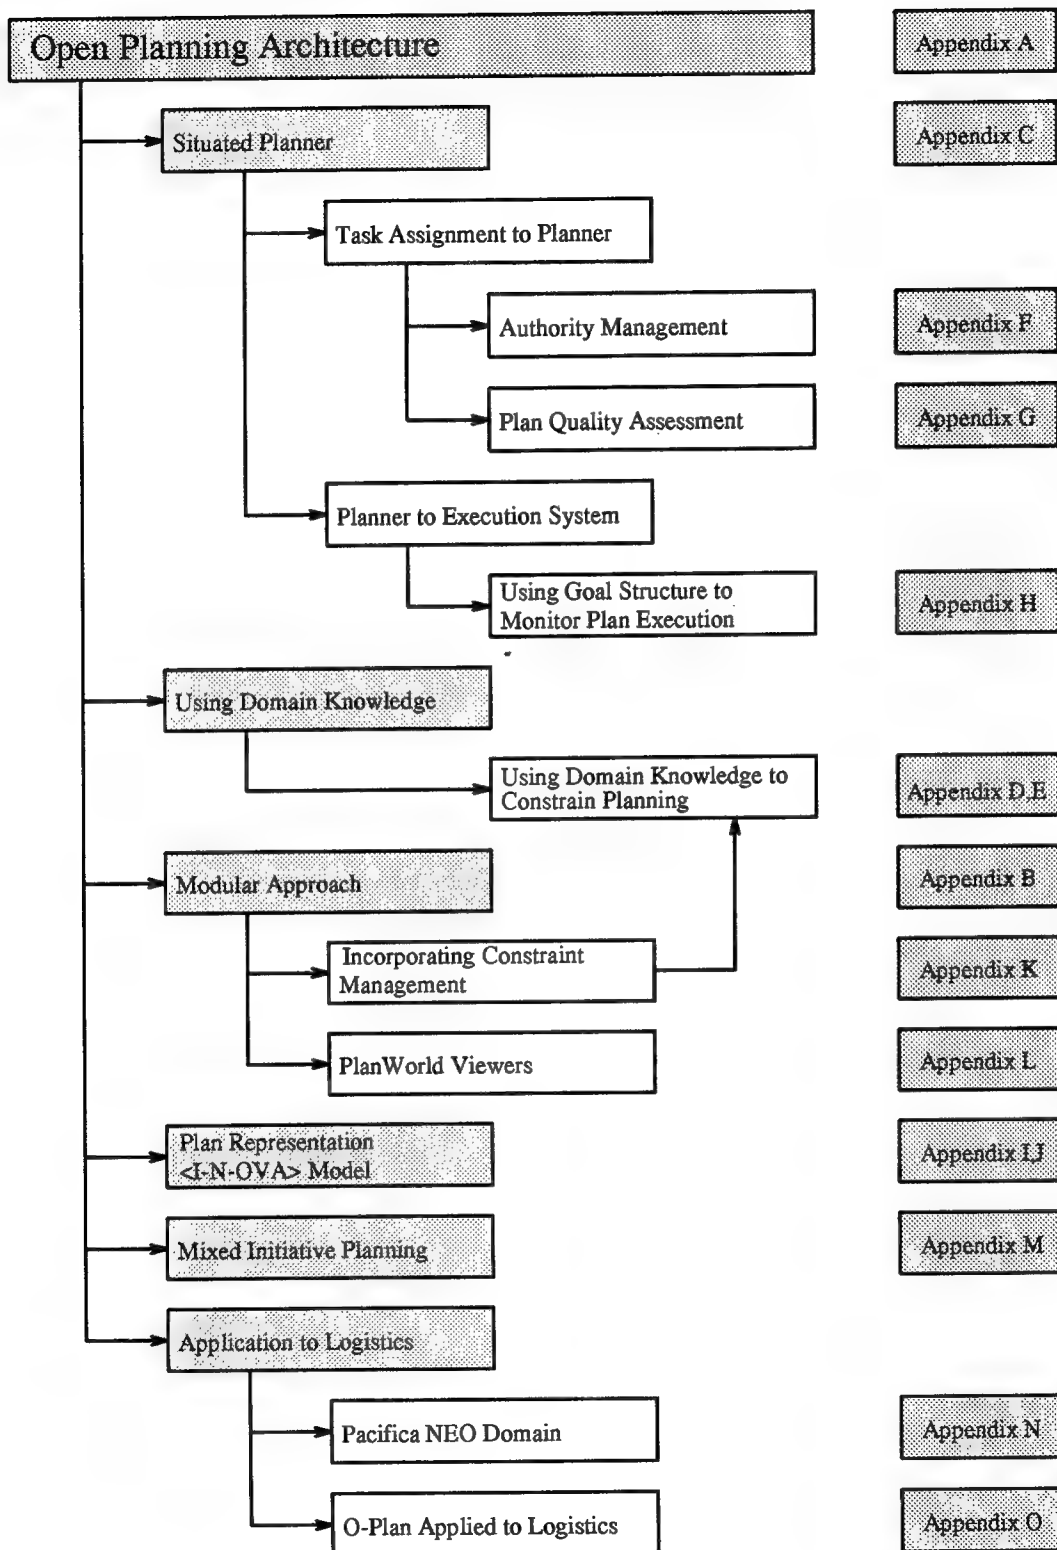 Open Planning Architecture
Appendix A
Situated Planner
Appendix C
Task Assignment to Planner
Authority Management
Appendix F
Plan Quality Assessment
Appendix G
Planner to Execution System
Using Goal Structure to
Monitor Plan Execution
Appendix H
Using Domain Knowledge
Using Domain Knowledge to
Constrain Planning
Appendix D,E
Modular Approach
Appendix B
Incorporating Constraint
Management
Appendix K
PlanWorld Viewers
Appendix L
Plan Representation
<I-N-OVA> Model
Appendix I,J
Mixed Initiative Planning
Appendix M
Application to Logistics
Pacifica NEO Domain
Appendix N
O-Plan Applied to Logistics
Appendix O